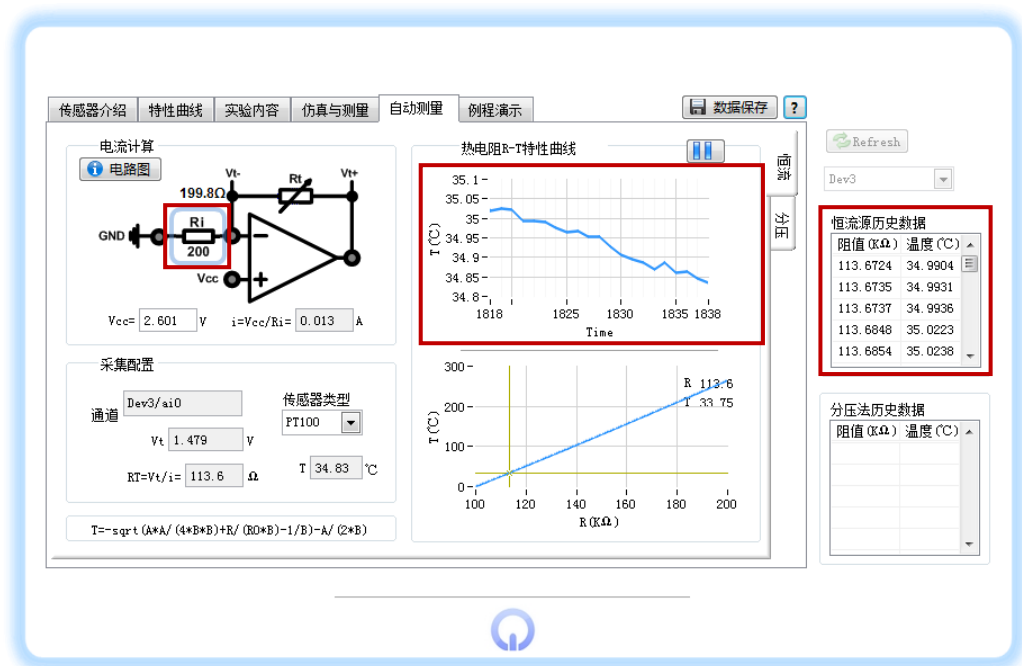 传感器介绍 特性曲线 实验内容 仿真与测量 自动测量 例程演示 数据保存 ?
电流计算
电路图
Vt- Rt Vt+
199.8Ω
Ri
GND
200
Vcc
Vcc= 2.601 V i=Vcc/Ri= 0.013 A
采集配置
通道 Dev3/ai0
传感器类型
PT100
Vt 1.479 V
RT=Vt/i= 113.6 Ω
T 34.83 ℃
T=-sqrt(A*A/(4*B*B)+R/(R0*B)-1/B)-A/(2*B)
热电阻R-T特性曲线
35.1
35.05
35
34.95
34.9
34.85
34.8
T(℃)
1818 1825 1830 1835 1838
Time
300
200
100
0
T(℃)
R 113.6
T 33.75
100 120 140 160 180 200
R(KΩ)
恒流
分压
Refresh
Dev3
恒流源历史数据
阻值(KΩ) 温度(℃)
113.6724 34.9904
113.6735 34.9931
113.6737 34.9936
113.6848 35.0223
113.6854 35.0238
分压法历史数据
阻值(KΩ) 温度(℃)